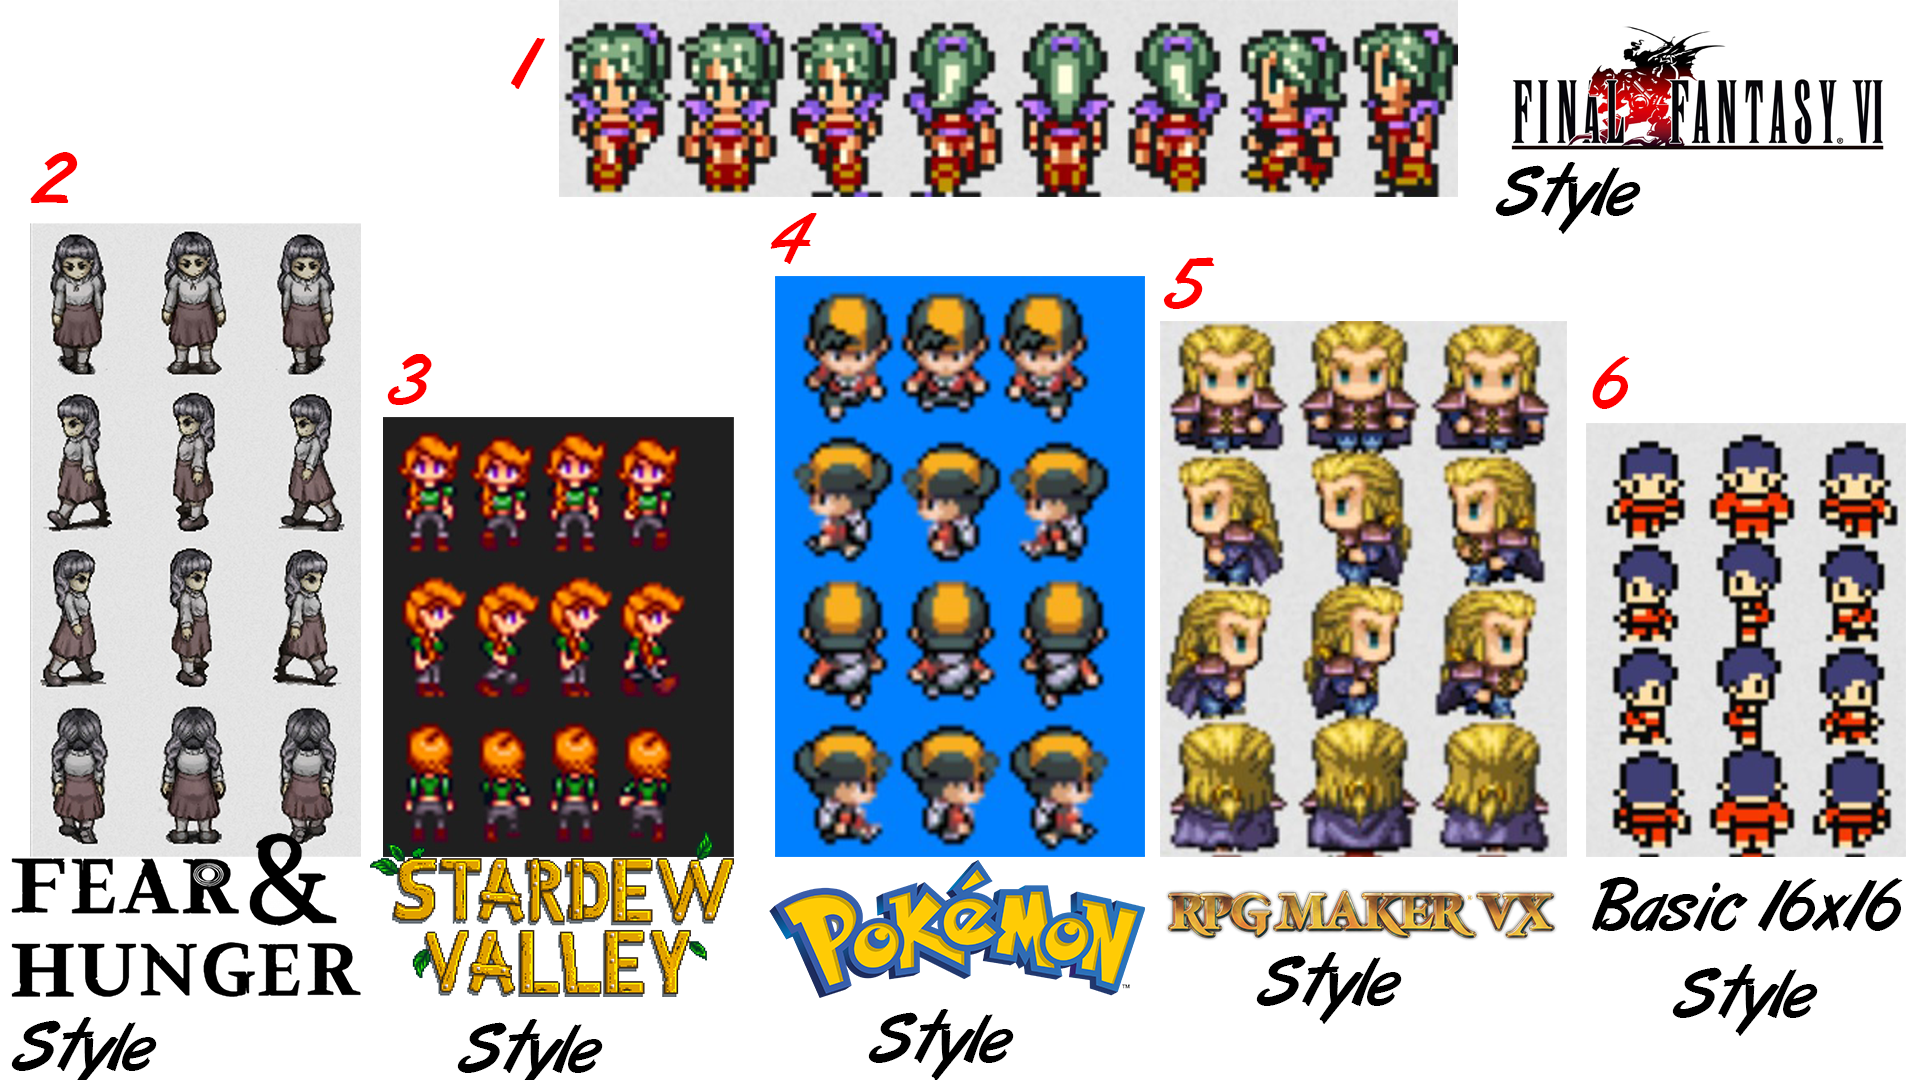 1
FINAL FANTASY VI
®
Style
2
FEAR &
HUNGER
Style
3
STARDEW
VALLEY
Style
4
POKéMON
™
Style
5
RPG MAKER VX
Style
6
Basic 16x16
Style